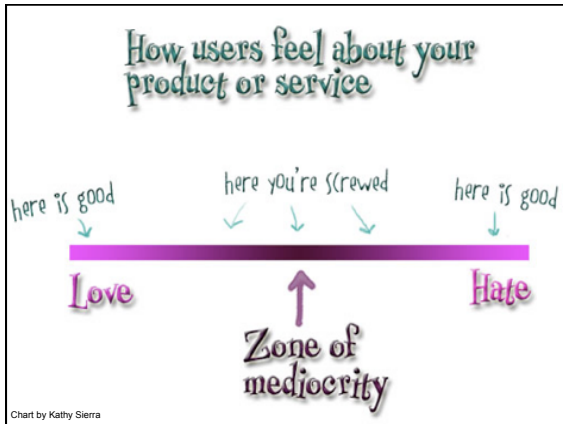 How users feel about your
product or service
here is good
here you're screwed
here is good
Love
Hate
Zone of
mediocrity
Chart by Kathy Sierra